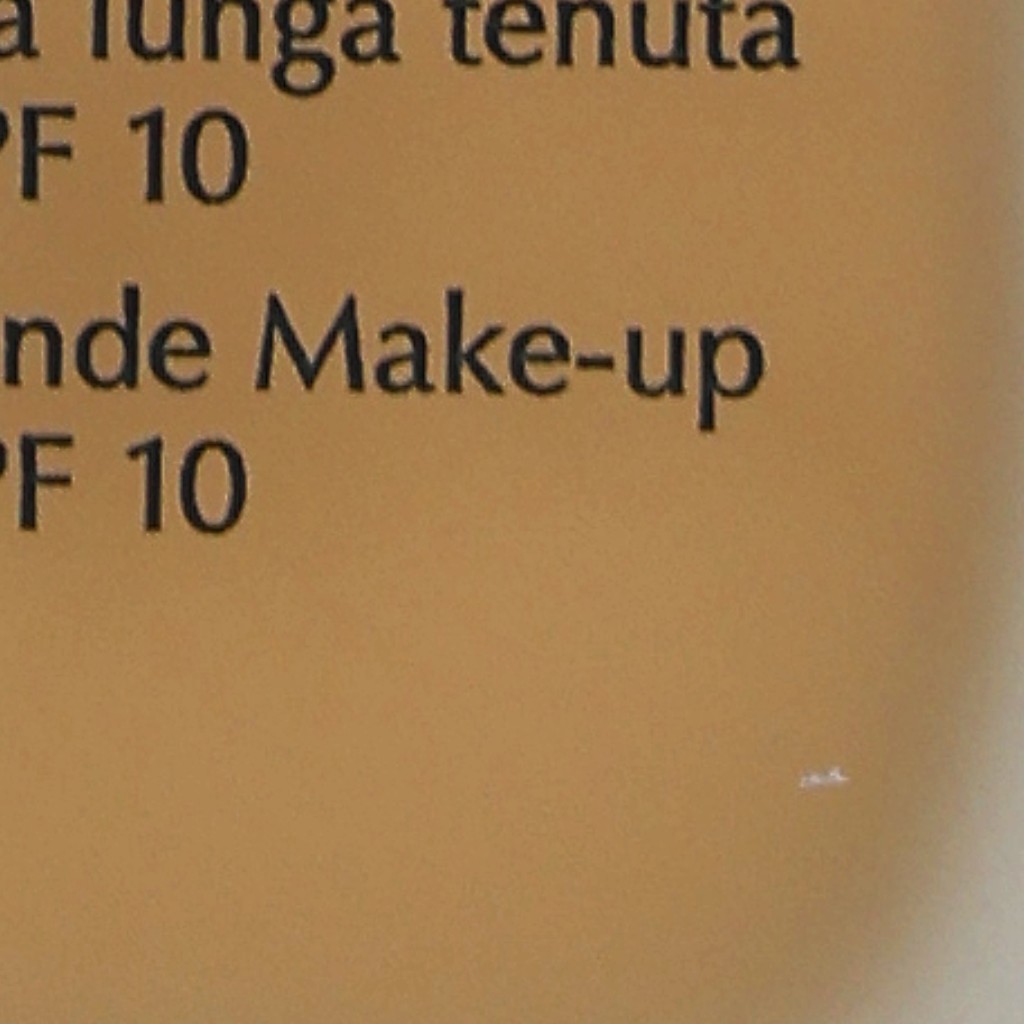 a lunga tenuta
PF 10
nde Make-up
PF 10